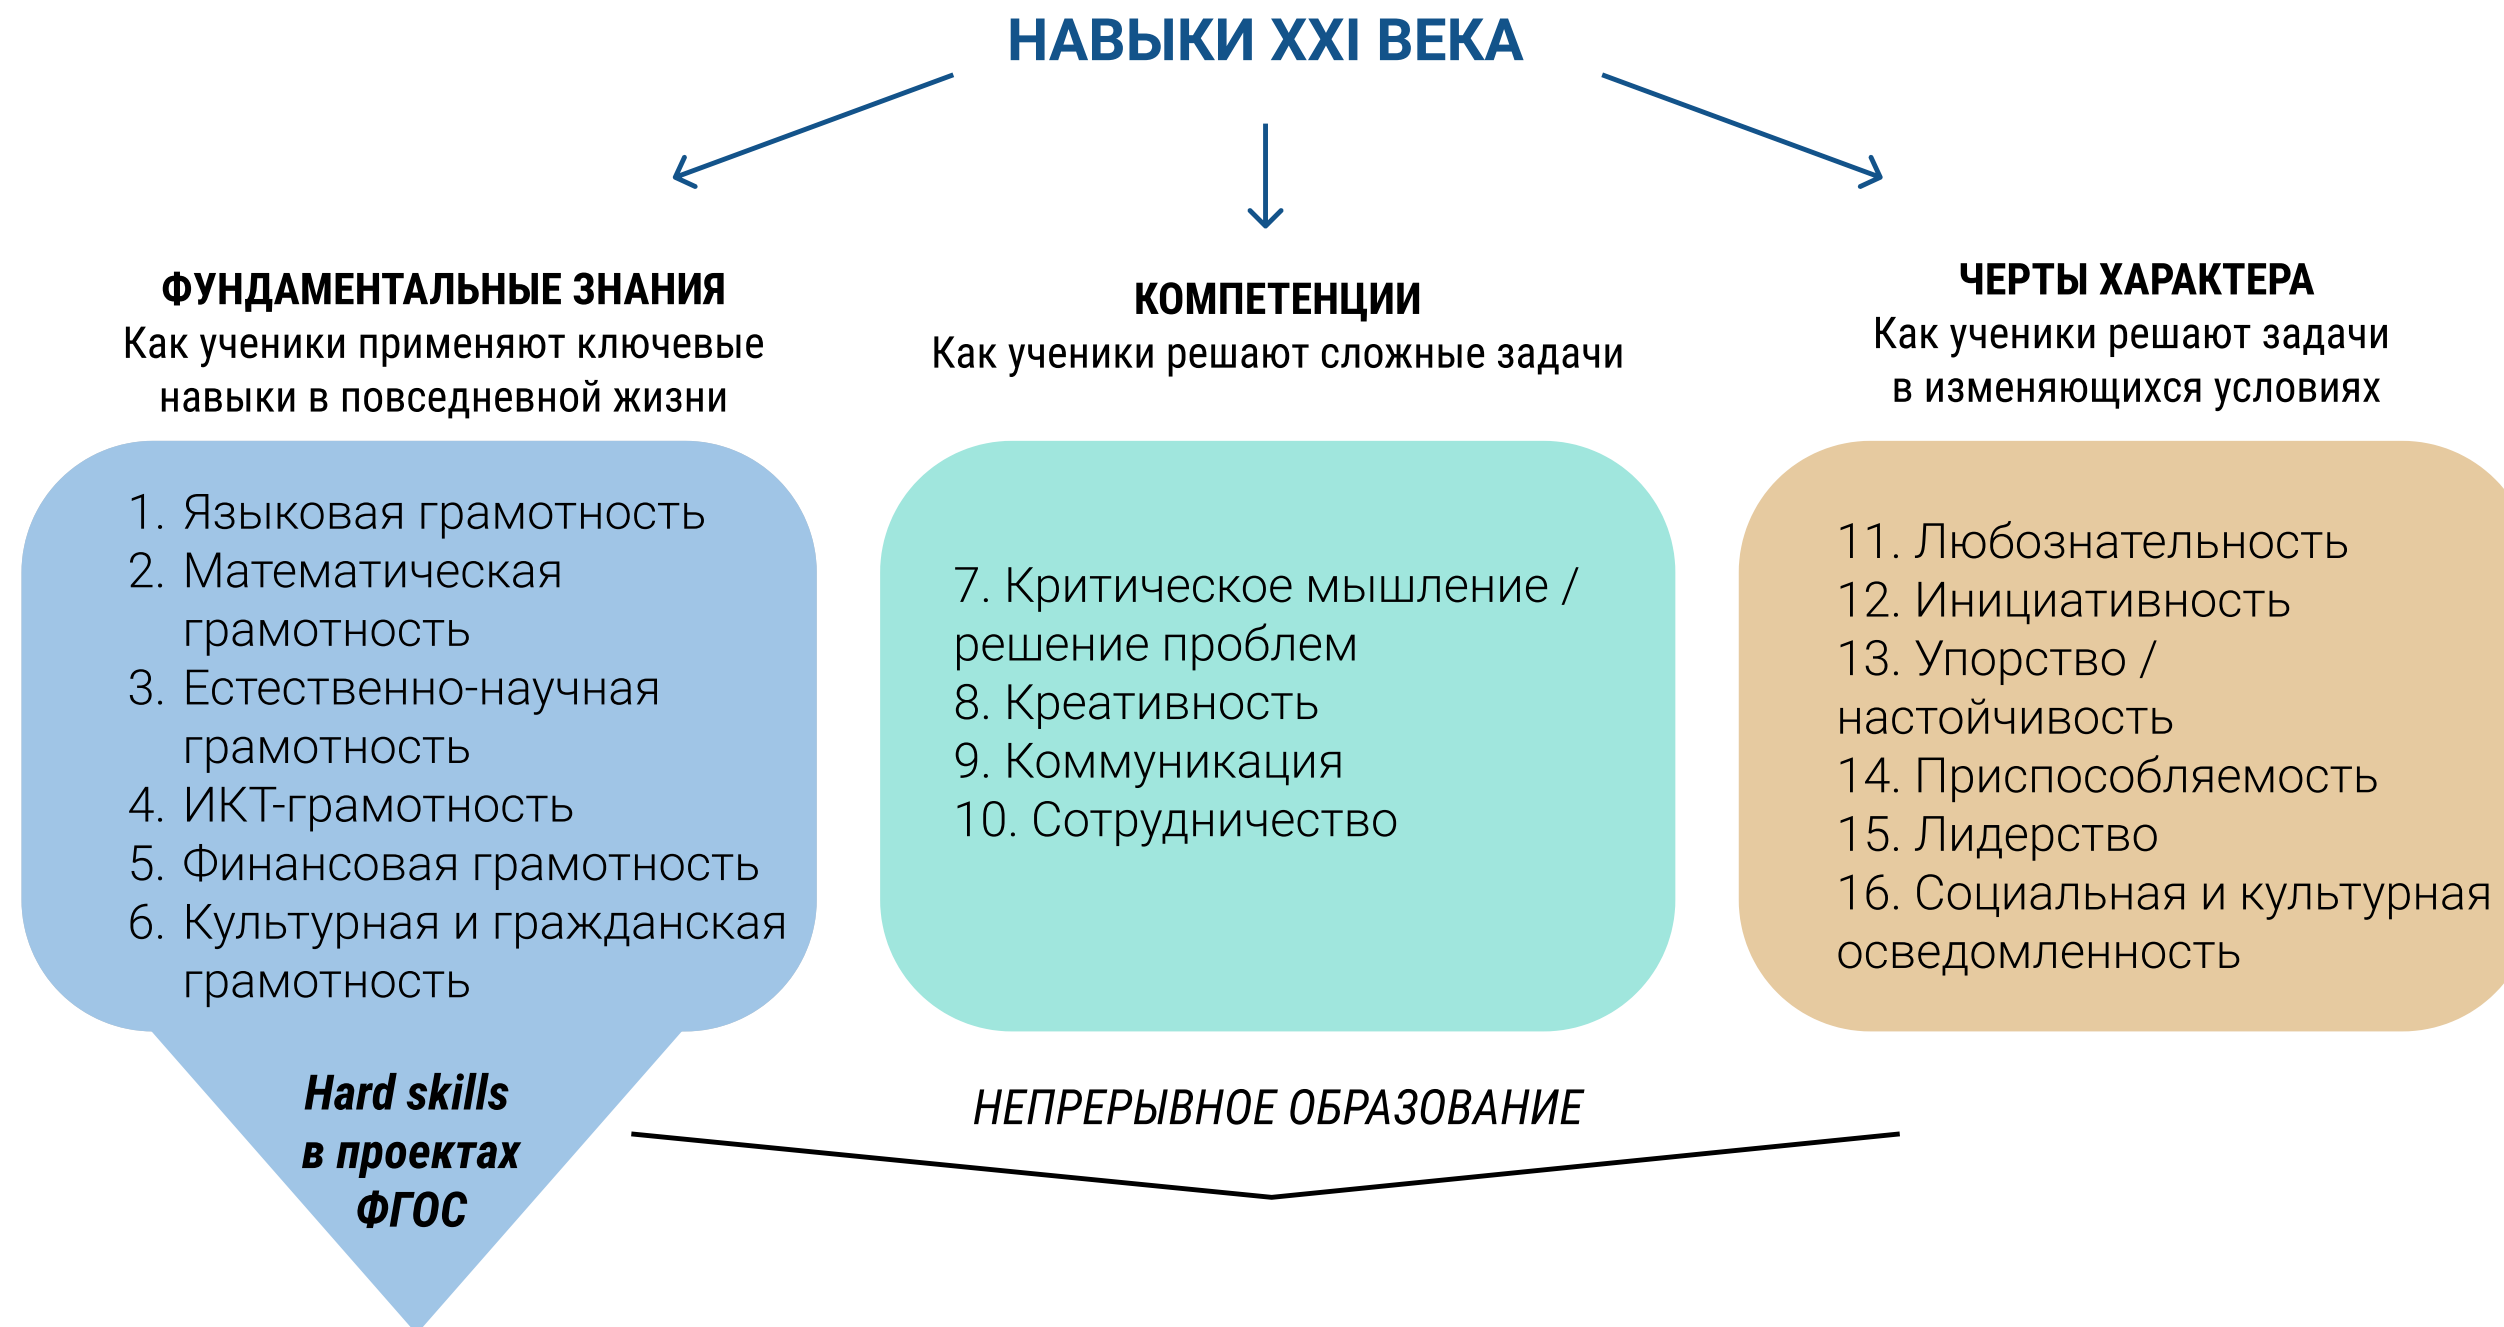 НАВЫКИ XXI ВЕКА
ФУНДАМЕНТАЛЬНЫЕ ЗНАНИЯ
Как ученики применяют ключевые
навыки в повседневной жизни
1. Языковая грамотность
2. Математическая
грамотность
3. Естественно-научная
грамотность
4. ИКТ-грамотность
5. Финансовая грамотность
6. Культурная и гражданская
грамотность
Hard skills
в проектах
ФГОС
КОМПЕТЕНЦИИ
Как ученики решают сложные задачи
7. Критическое мышление /
решение проблем
8. Креативность
9. Коммуникация
10. Сотрудничество
ЧЕРТЫ ХАРАКТЕРА
Как ученики решают задачи
в изменяющихся условиях
11. Любознательность
12. Инициативность
13. Упорство /
настойчивость
14. Приспособляемость
15. Лидерство
16. Социальная и культурная
осведомленность
НЕПРЕРЫВНОЕ ОБРАЗОВАНИЕ